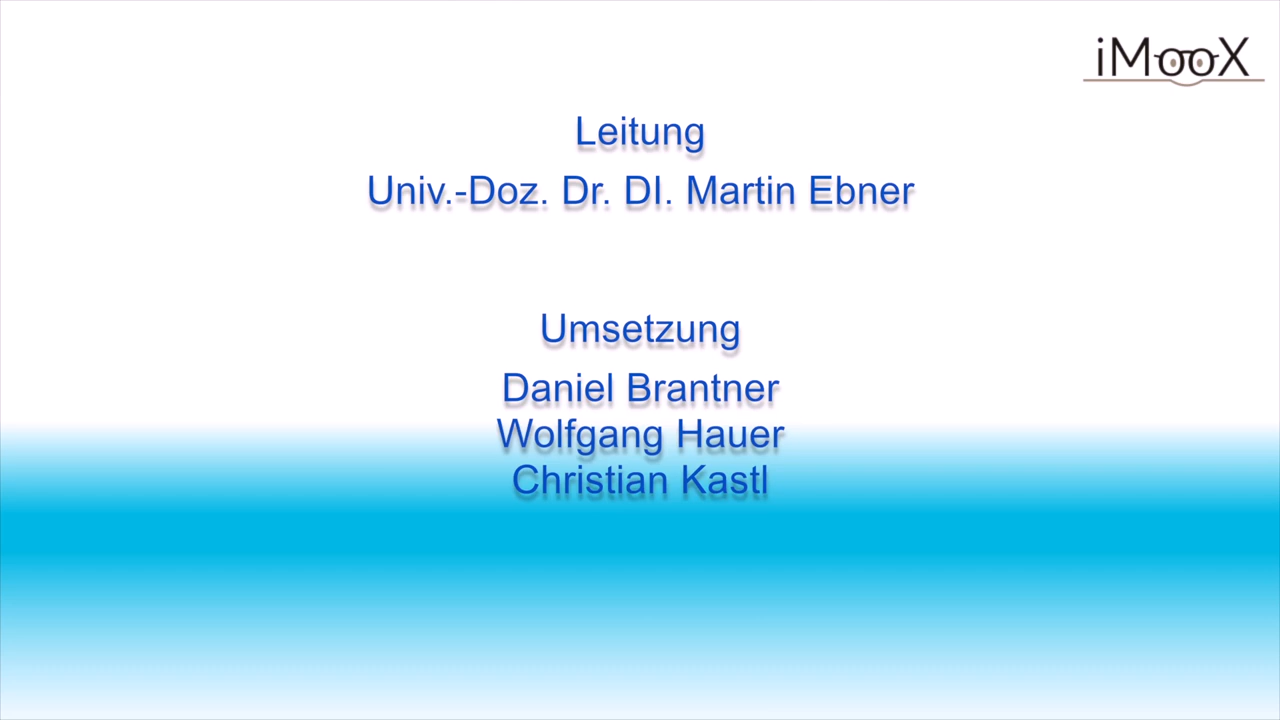 iMooX
Leitung
Univ.-Doz. Dr. DI. Martin Ebner
Umsetzung
Daniel Brantner
Wolfgang Hauer
Christian Kastl